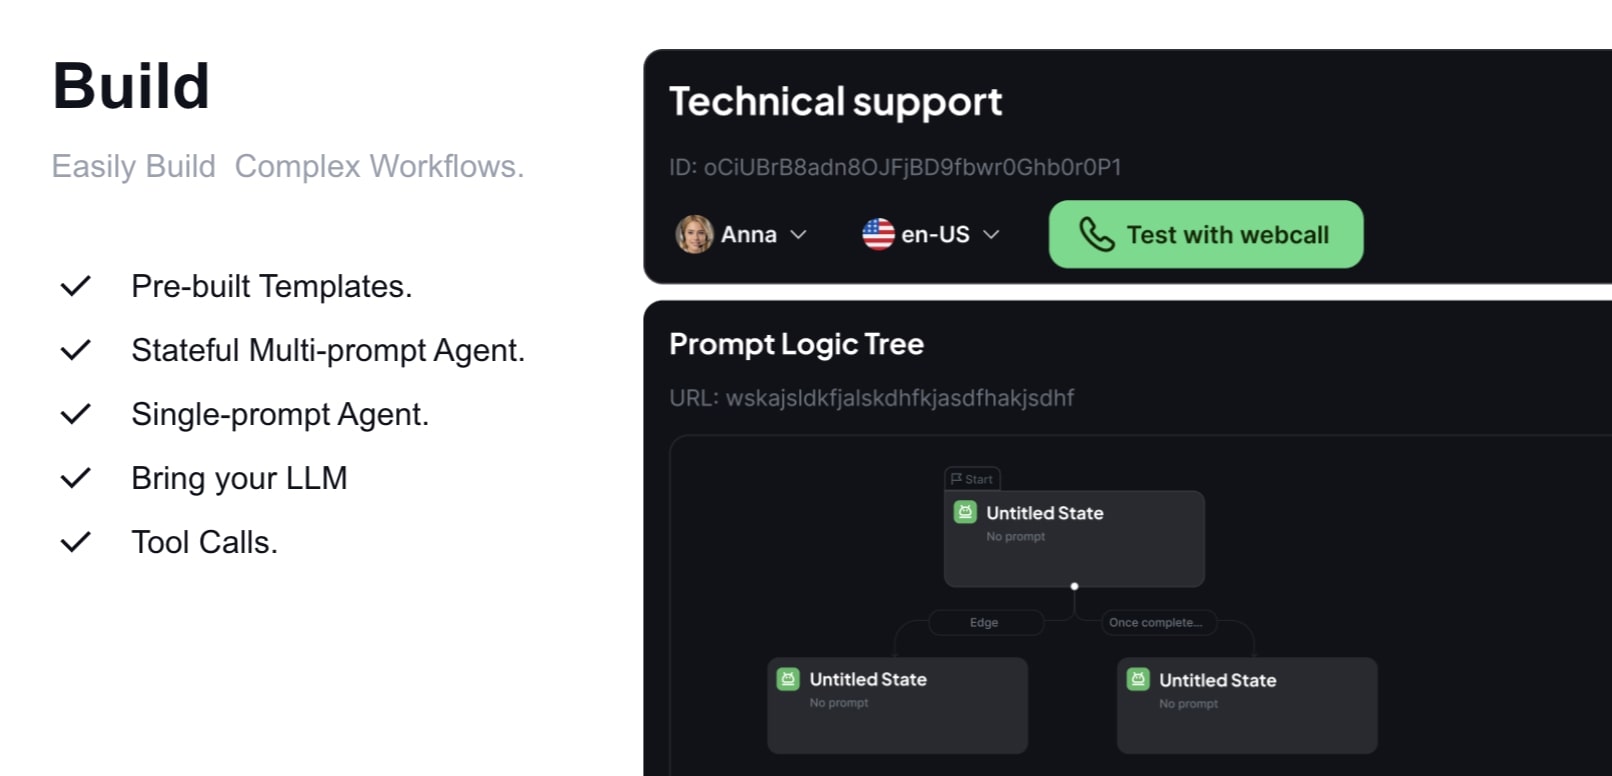 Build
Easily Build  Complex Workflows.
Pre-built Templates.
Stateful Multi-prompt Agent.
Single-prompt Agent.
Bring your LLM
Tool Calls.
Technical support
ID: oCiUBrB8adn8OJFjBD9fbwr0Ghb0r0P1
Anna
en-US
Test with webcall
Prompt Logic Tree
URL: wskajsldkfjalskdhfkjasdfhakjsdhf
Start
Untitled State
No prompt
Edge
Once complete...
Untitled State
No prompt
Untitled State
No prompt